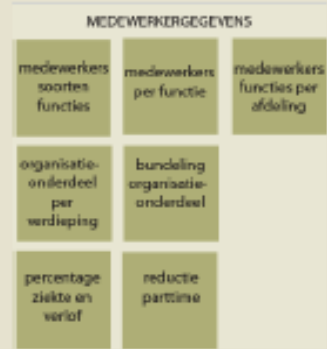 MEDEWERKERGEGEVENS
medewerkers
soorten
functies
medewerkers
per functie
medewerkers
functies per
afdeling
organisatie-
onderdeel
per
verdieping
bundeling
organisatie-
onderdeel
percentage
ziekte en
verlof
reductie
parttime